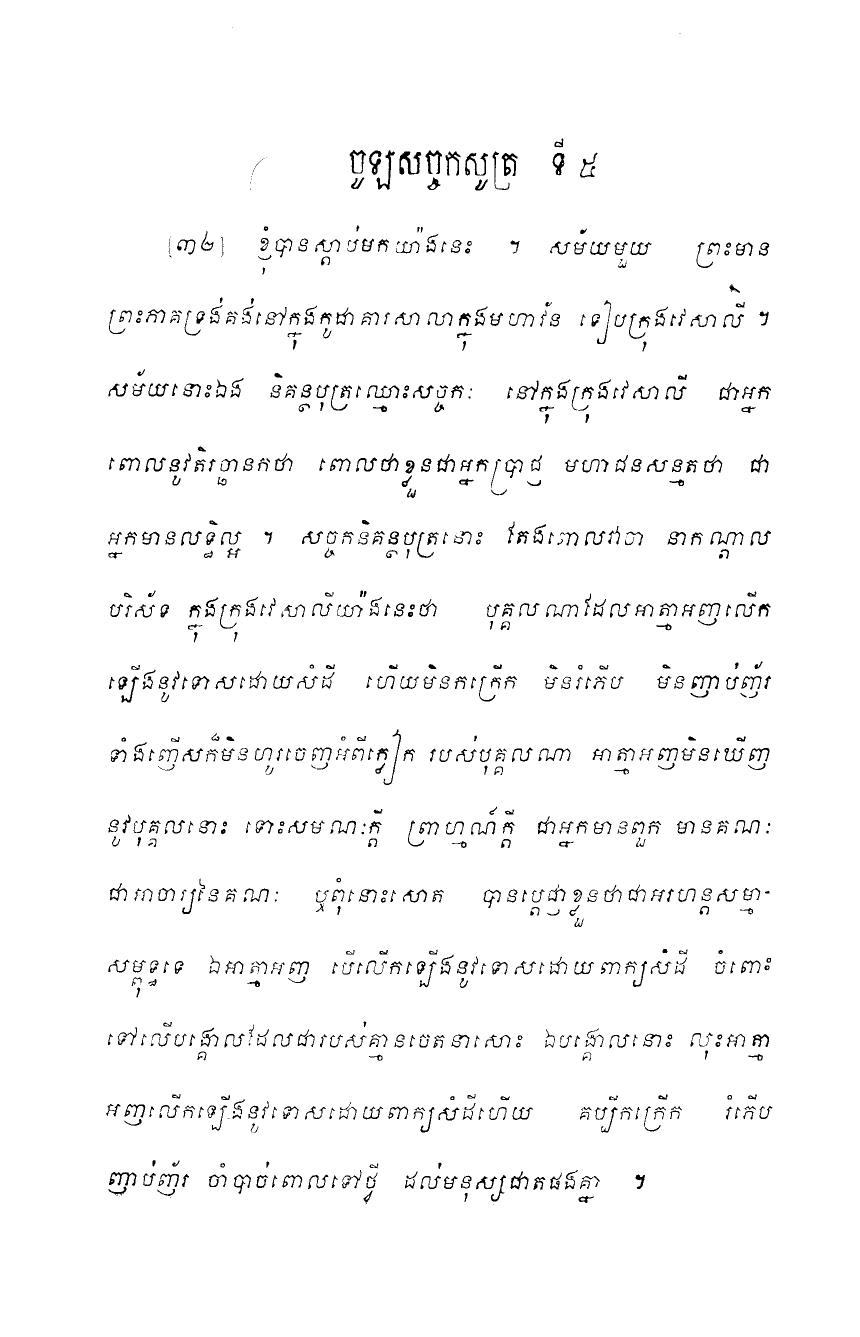 ចូឡសច្ចកសូត្រ ទី ៥
[៣៤] ខ្ញុំបានស្តាប់មកយ៉ាងនេះ ។ សម័យមួយ ព្រះមាន
ព្រះភាគទ្រង់គង់នៅក្នុងកូដាគារសាលាក្នុងមហាវ័ន ទៀបក្រុងវេសាលី ។
សម័យនោះឯង និគន្ថបុត្រឈ្មោះសច្ចកៈ នៅក្នុងក្រុងវេសាលី ជាអ្នក
ពោលនូវតិរច្ឆានកថា ពោលថាខ្លួនជាអ្នកប្រាជ្ញ មហាជនសន្មតថា ជា
អ្នកមានលទ្ធិល្អ ។ សច្ចកនិគន្ថបុត្រនោះ តែងពោលវាចា នាកណ្តាល
បរិស័ទ ក្នុងក្រុងវេសាលីយ៉ាងនេះថា បុគ្គលណាដែលអាត្មាអញលើក
ឡើងនូវទោសដោយសំដី ហើយមិនកក្រើក មិនរំភើប មិនញាប់ញ័រ
ទាំងញើសក៏មិនហូរចេញអំពីក្លៀក របស់បុគ្គលណា អាត្មាអញមិនឃើញ
នូវបុគ្គលនោះ ទោះសមណៈក្តី ព្រាហ្មណ៍ក្តី ជាអ្នកមានពួក មានគណៈ
ជាអាចារ្យនៃគណៈ ឬពុំនោះសោត បានប្តេជ្ញាខ្លួនថាជាអរហន្តសម្មា-
សម្ពុទ្ធទេ ឯអាត្មាអញ បើលើកឡើងនូវទោសដោយពាក្យសំដី ចំពោះ
ទៅលើបង្គោលដែលជារបស់គ្មានចេតនាសោះ ឯបង្គោលនោះ លុះអាត្មា
អញលើកឡើងនូវទោសដោយពាក្យសំដីហើយ គប្បីកក្រើក រំភើប
ញាប់ញ័រ ចាំបាច់ពោលទៅថ្វី ដល់មនុស្សជាតផងគ្នា ។